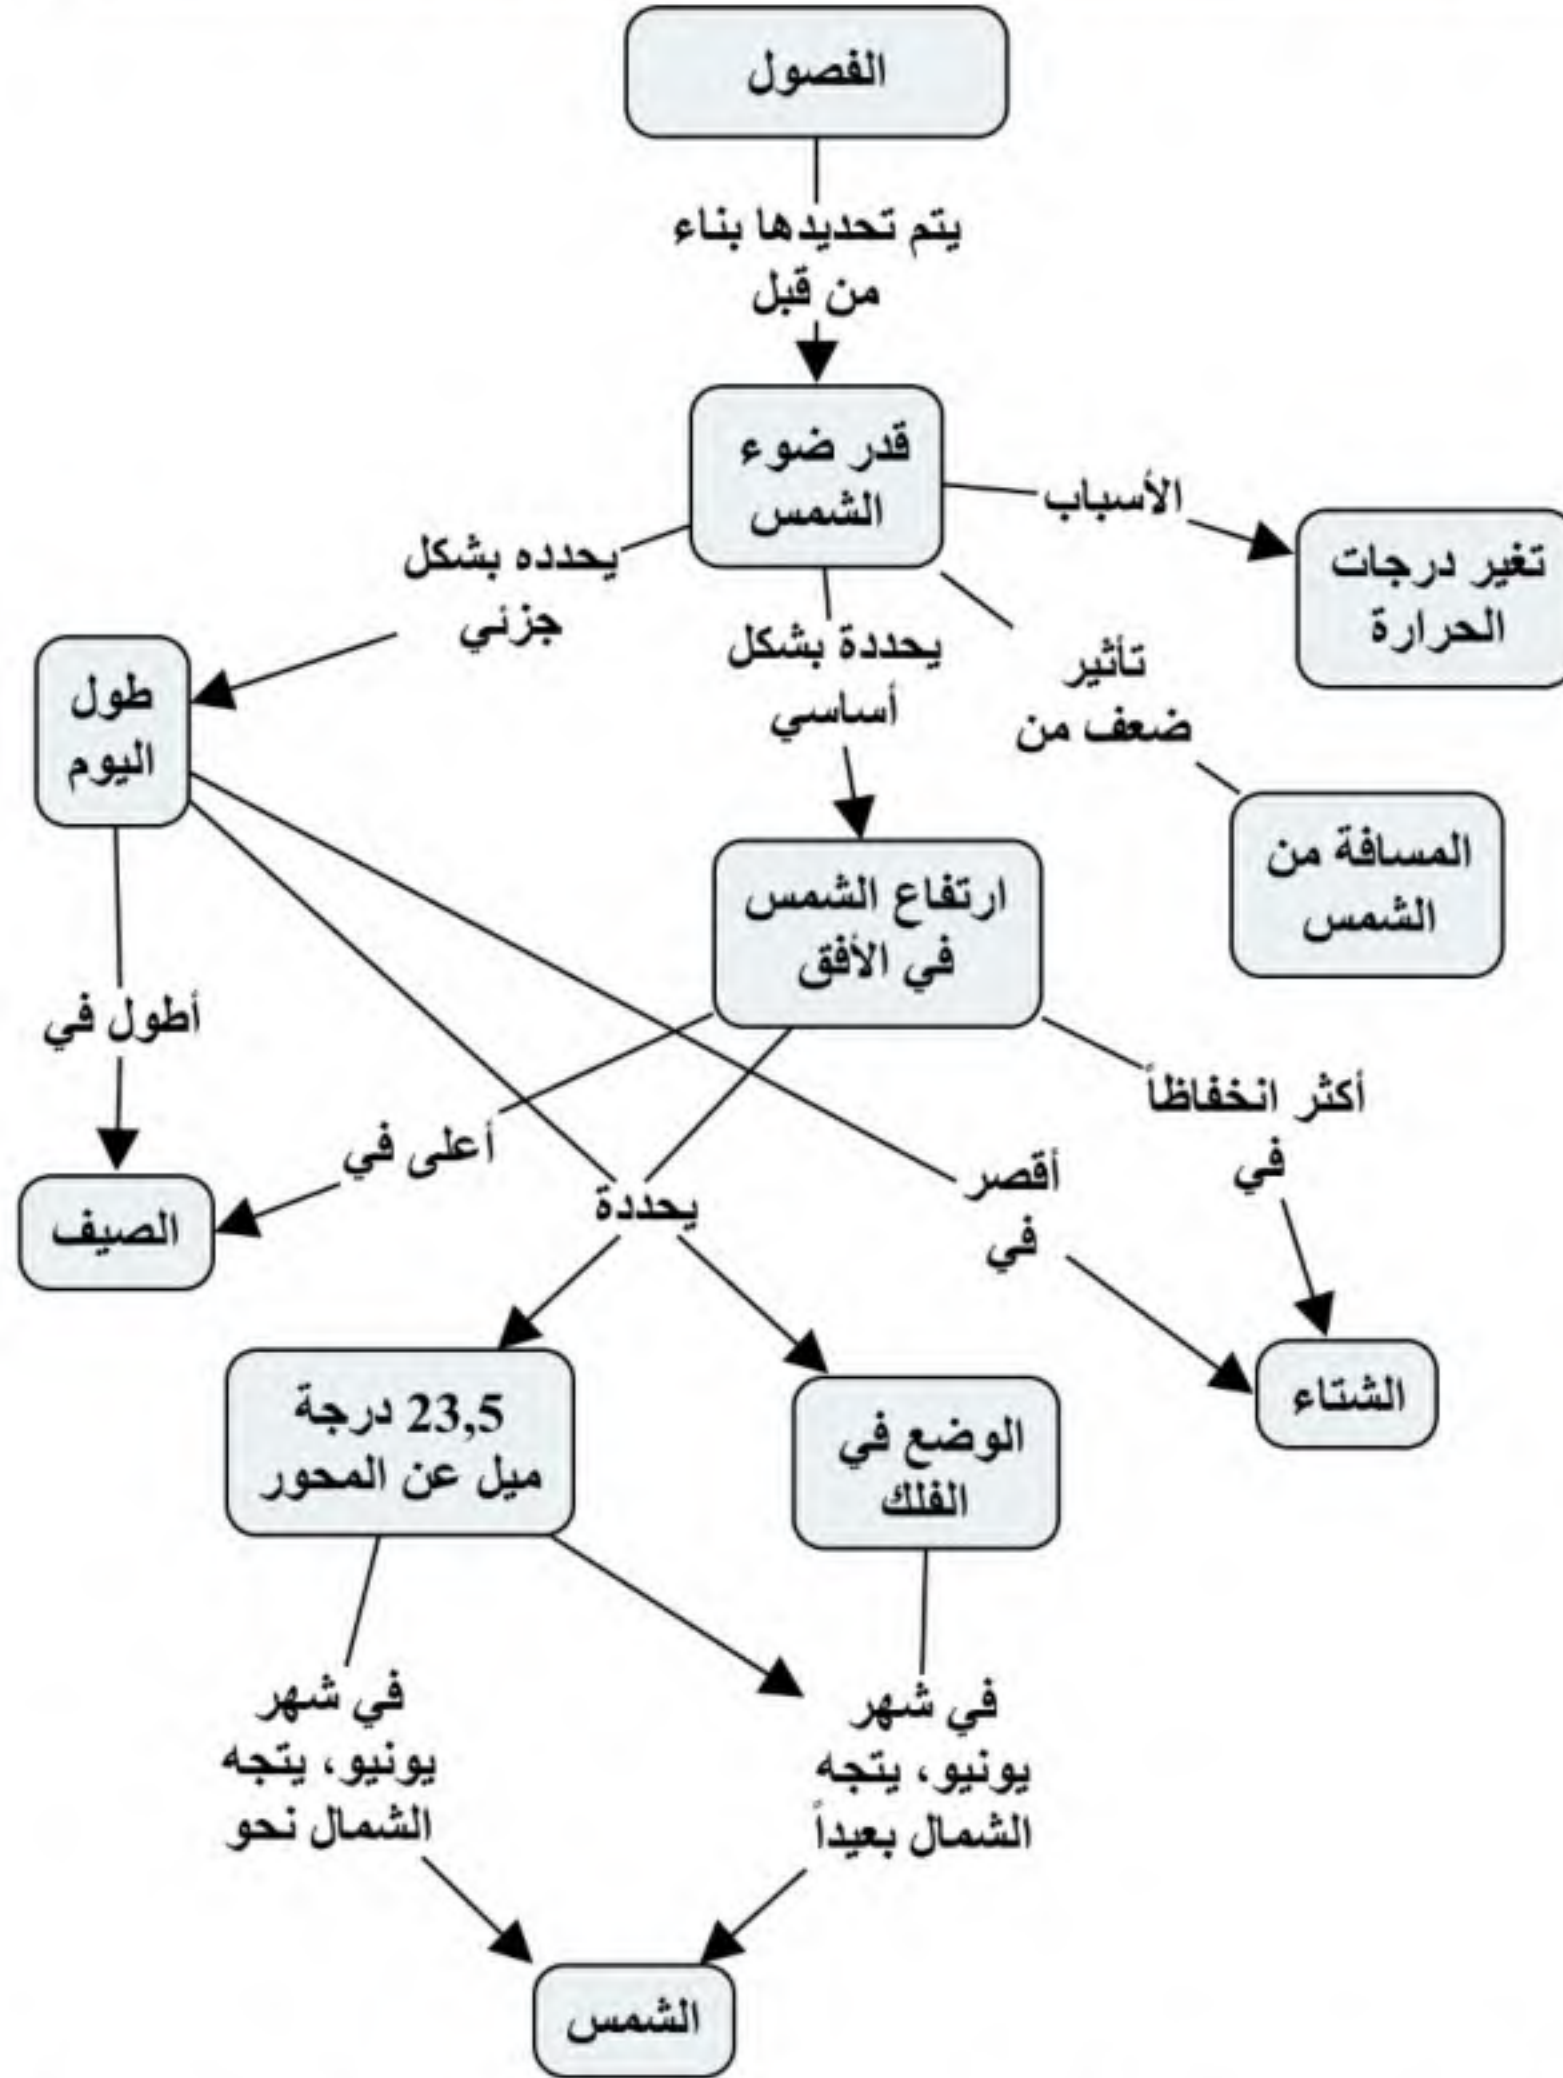 الفصول
يتم تحديدها بناء
من قبل
قدر ضوء
الشمس
الأسباب
تغير درجات
الحرارة
يحدده بشكل
جزئي
يحددة بشكل
أساسي
تأثير
ضعف من
طول
اليوم
المسافة من
الشمس
ارتفاع الشمس
في الأفق
أطول في
أكثر انخفاظاً
في
أعلى في
أقصر
في
يحددة
الصيف
الشتاء
23,5 درجة
ميل عن المحور
الوضع في
الفلك
في شهر
يونيو، يتجه
الشمال نحو
في شهر
يونيو، يتجه
الشمال بعيداً
الشمس